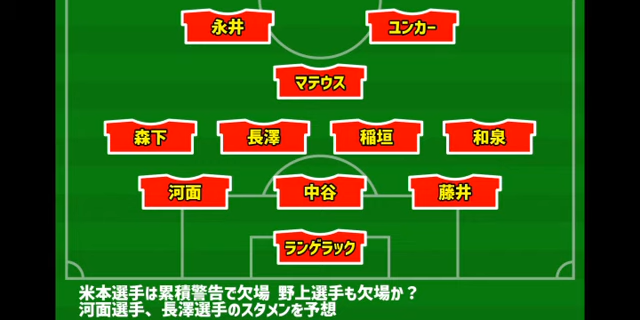 永井 ユンカー
マテウス
森下 長澤 稲垣 和泉
河面 中谷 藤井
ランゲラック
米本選手は累積警告で欠場 野上選手も欠場か？
河面選手、長澤選手のスタメンを予想